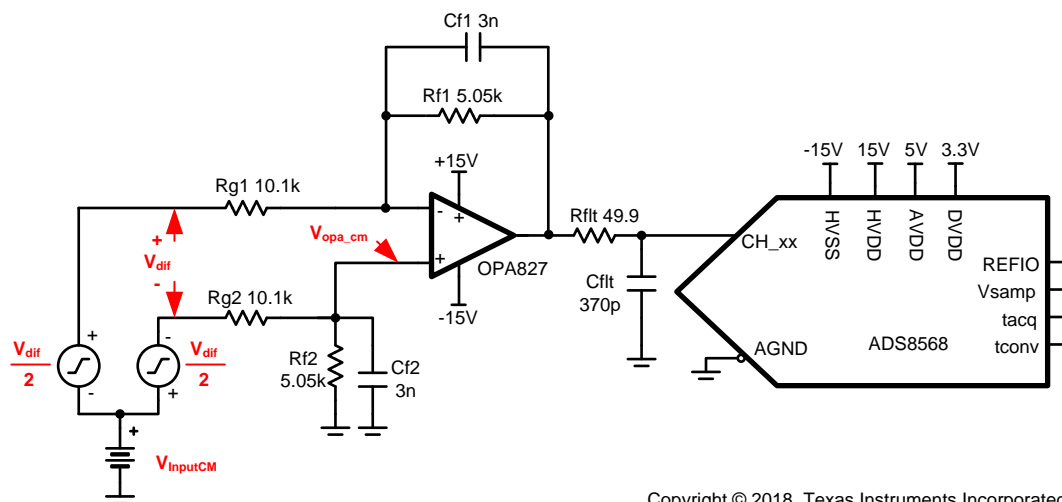 Cf1 3n
Rf1 5.05k
+15V
-15V 15V 5V 3.3V
Rg1 10.1k
HVSS
HVDD
AVDD
DVDD
Vopa_cm
-
+
+
-
OPA827
Rflt 49.9
CH_xx
+
Vdif
-
REFIO
Vsamp
tacq
tconv
Cflt
370p
-15V
Rg2 10.1k
ADS8568
AGND
+
-
Vdif
2
-
+
Vdif
2
Rf2
5.05k
Cf2
3n
+
VInputCM
Copyright © 2018, Texas Instruments Incorporated